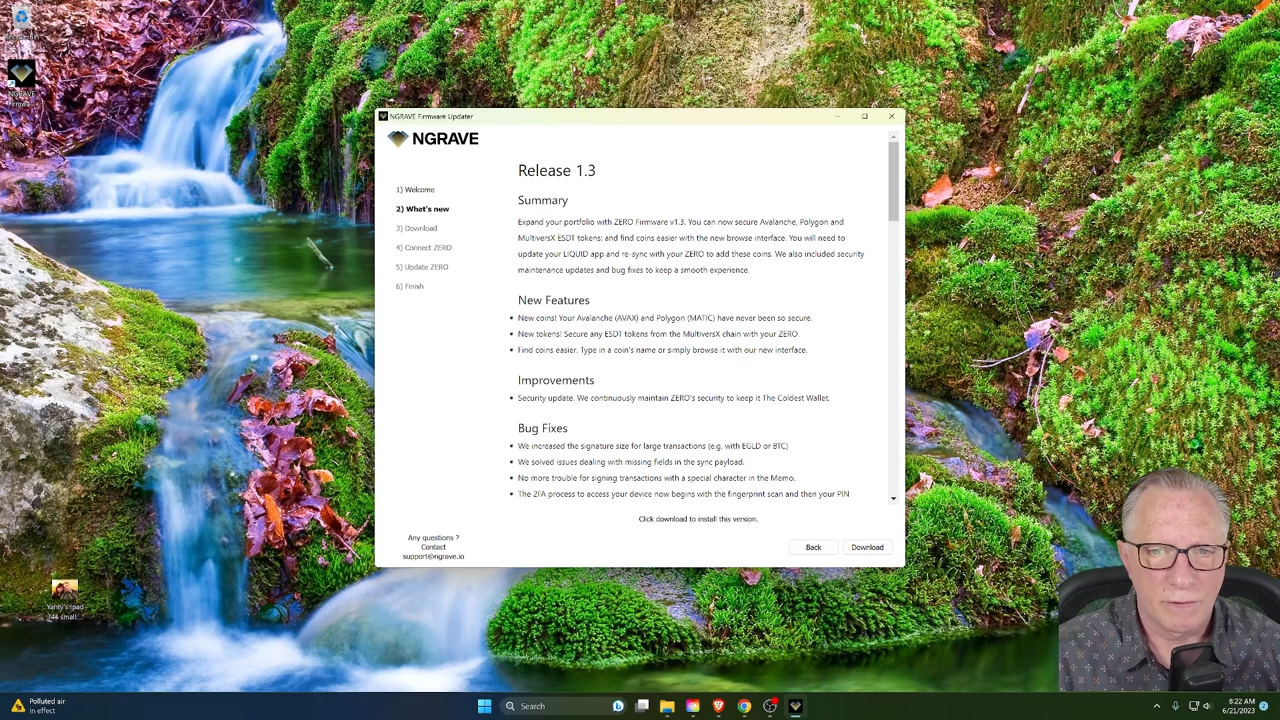 NGRAVE
NGRAVE Firmware Updater
NGRAVE
1) Welcome
2) What's new
3) Download
4) Connect ZERO
5) Update ZERO
6) Finish
Any questions ?
Contact
support@ngrave.io
Release 1.3
Summary
Expand your portfolio with ZERO Firmware v1.3. You can now secure Avalanche, Polygon and
MultiversX ESDT tokens; and find coins easier with the new browse interface. You will need to
update your LIQUID app and re-sync with your ZERO to add these coins. We also included security
maintenance updates and bug fixes to keep a smooth experience.
New Features
• New coins! Your Avalanche (AVAX) and Polygon (MATIC) have never been so secure.
• New tokens! Secure any ESDT tokens from the MultiversX chain with your ZERO.
• Find coins easier. Type in a coin's name or simply browse it with our new interface.
Improvements
• Security update. We continuously maintain ZERO's security to keep it The Coldest Wallet.
Bug Fixes
• We increased the signature size for large transactions (e.g. with EGLD or BTC)
• We solved issues dealing with missing fields in the sync payload.
• No more trouble for signing transactions with a special character in the Memo.
• The 2FA process to access your device now begins with the fingerprint scan and then your PIN
Click download to install this version.
Back
Download
Yanty's Ipad
344 small...
Polluted air
In effect
Search
8:22 AM
6/21/2023